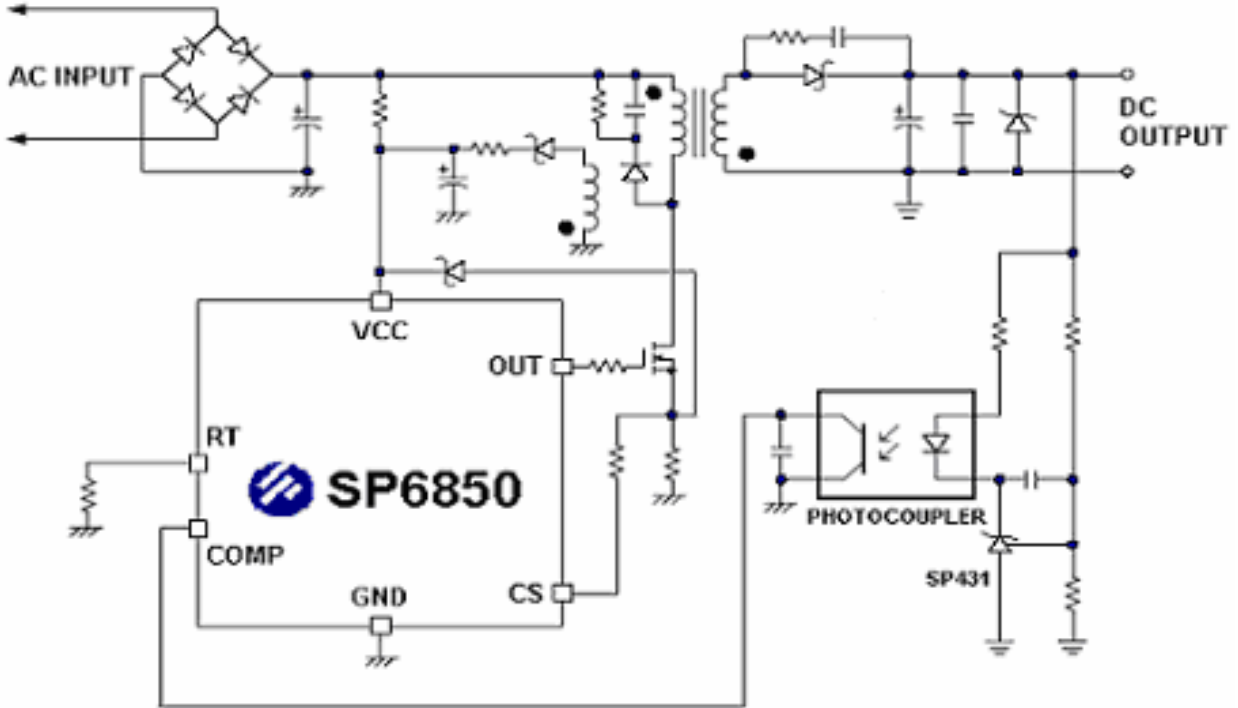 AC INPUT
DC
OUTPUT
VCC
OUT
RT
SP6850
COMP
PHOTOCOUPLER
GND
CS
SP431